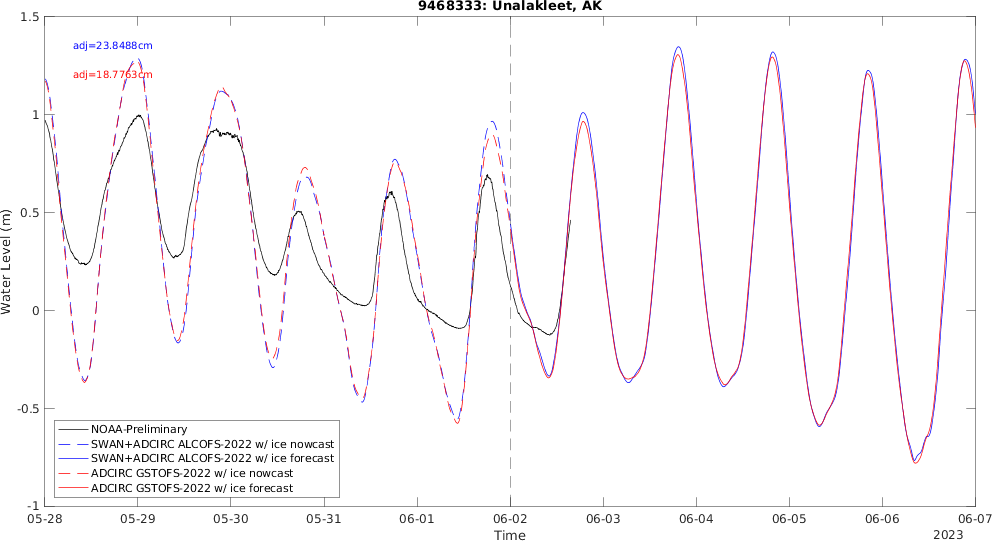 9468333: Unalakleet, AK
1.5
adj=23.8488cm
adj=18.7763cm
1
0.5
0
-0.5
-1
Water Level (m)
NOAA-Preliminary
SWAN+ADCIRC ALCOFS-2022 w/ ice nowcast
SWAN+ADCIRC ALCOFS-2022 w/ ice forecast
ADCIRC GSTOFS-2022 w/ ice nowcast
ADCIRC GSTOFS-2022 w/ ice forecast
05-28 05-29 05-30 05-31 06-01 06-02 06-03 06-04 06-05 06-06 06-07
Time
2023